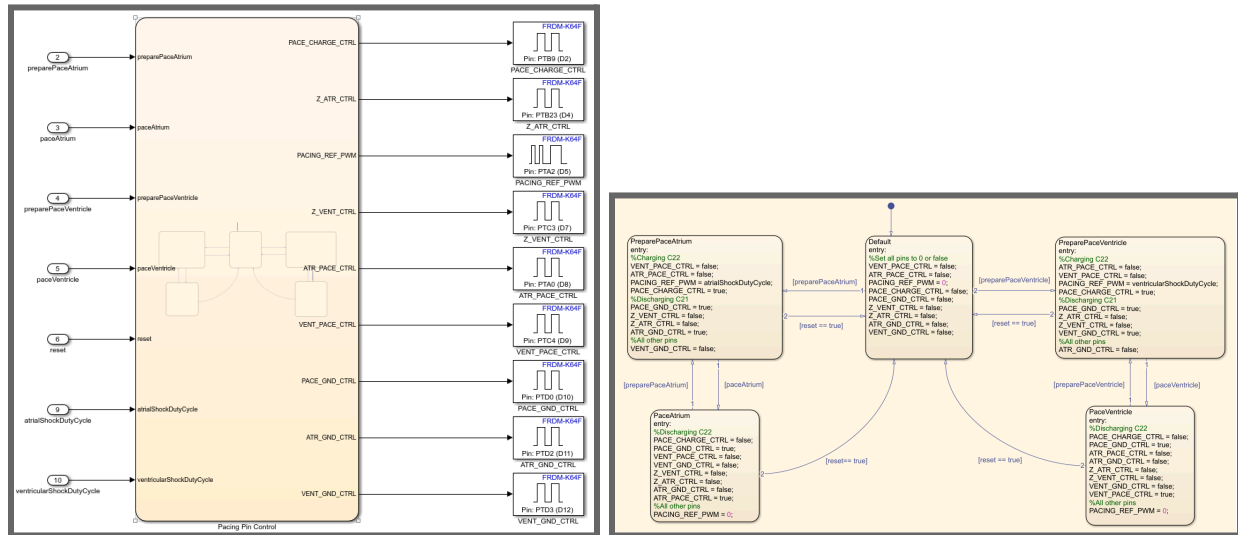 2
preparePaceAtrium
3
paceAtrium
4
preparePaceVentricle
5
paceVentricle
6
reset
9
atrialShockDutyCycle
10
ventricularShockDutyCycle
preparePaceAtrium
paceAtrium
preparePaceVentricle
paceVentricle
reset
atrialShockDutyCycle
ventricularShockDutyCycle
PACE_CHARGE_CTRL
Z_ATR_CTRL
PACING_REF_PWM
Z_VENT_CTRL
ATR_PACE_CTRL
VENT_PACE_CTRL
PACE_GND_CTRL
ATR_GND_CTRL
VENT_GND_CTRL
Pacing Pin Control
FRDM-K64F
Pin: PTB9 (D2)
PACE_CHARGE_CTRL
FRDM-K64F
Pin: PTB23 (D4)
Z_ATR_CTRL
FRDM-K64F
Pin: PTA2 (D5)
PACING_REF_PWM
FRDM-K64F
Pin: PTC3 (D7)
Z_VENT_CTRL
FRDM-K64F
Pin: PTA0 (D8)
ATR_PACE_CTRL
FRDM-K64F
Pin: PTC4 (D9)
VENT_PACE_CTRL
FRDM-K64F
Pin: PTD0 (D10)
PACE_GND_CTRL
FRDM-K64F
Pin: PTD2 (D11)
ATR_GND_CTRL
FRDM-K64F
Pin: PTD3 (D12)
VENT_GND_CTRL
PreparePaceAtrium
entry:
%Charging C22
VENT_PACE_CTRL = false;
ATR_PACE_CTRL = false;
PACING_REF_PWM = atrialShockDutyCycle;
PACE_CHARGE_CTRL = true;
%Discharging C21
PACE_GND_CTRL = true;
Z_VENT_CTRL = false;
Z_ATR_CTRL = false;
ATR_GND_CTRL = true;
%All other pins
VENT_GND_CTRL = false;
[preparePaceAtrium]
1
2
[reset == true]
Default
entry:
%Set all pins to 0 or false
VENT_PACE_CTRL = false;
ATR_PACE_CTRL = false;
PACING_REF_PWM = 0;
PACE_CHARGE_CTRL = false;
PACE_GND_CTRL = false;
Z_VENT_CTRL = false;
Z_ATR_CTRL = false;
ATR_GND_CTRL = false;
VENT_GND_CTRL = false;
[preparePaceVentricle]
2
2
[reset == true]
PreparePaceVentricle
entry:
%Charging C22
ATR_PACE_CTRL = false;
VENT_PACE_CTRL = false;
PACING_REF_PWM = ventricularShockDutyCycle;
PACE_CHARGE_CTRL = true;
%Discharging C21
PACE_GND_CTRL = true;
Z_ATR_CTRL = false;
Z_VENT_CTRL = false;
VENT_GND_CTRL = true;
%All other pins
ATR_GND_CTRL = false;
[preparePaceAtrium]
1
1
[paceAtrium]
[preparePaceVentricle]
1
1
[paceVentricle]
PaceAtrium
entry:
%Discharging C22
PACE_CHARGE_CTRL = false;
PACE_GND_CTRL = true;
VENT_PACE_CTRL = false;
VENT_GND_CTRL = false;
Z_VENT_CTRL = false;
Z_ATR_CTRL = false;
ATR_GND_CTRL = false;
ATR_PACE_CTRL = true;
%All other pins
PACING_REF_PWM = 0;
2
[reset== true]
[reset == true]
2
PaceVentricle
entry:
%Discharging C22
PACE_CHARGE_CTRL = false;
PACE_GND_CTRL = true;
ATR_PACE_CTRL = false;
ATR_GND_CTRL = false;
Z_ATR_CTRL = false;
Z_VENT_CTRL = false;
VENT_GND_CTRL = false;
VENT_PACE_CTRL = true;
%All other pins
PACING_REF_PWM = 0;